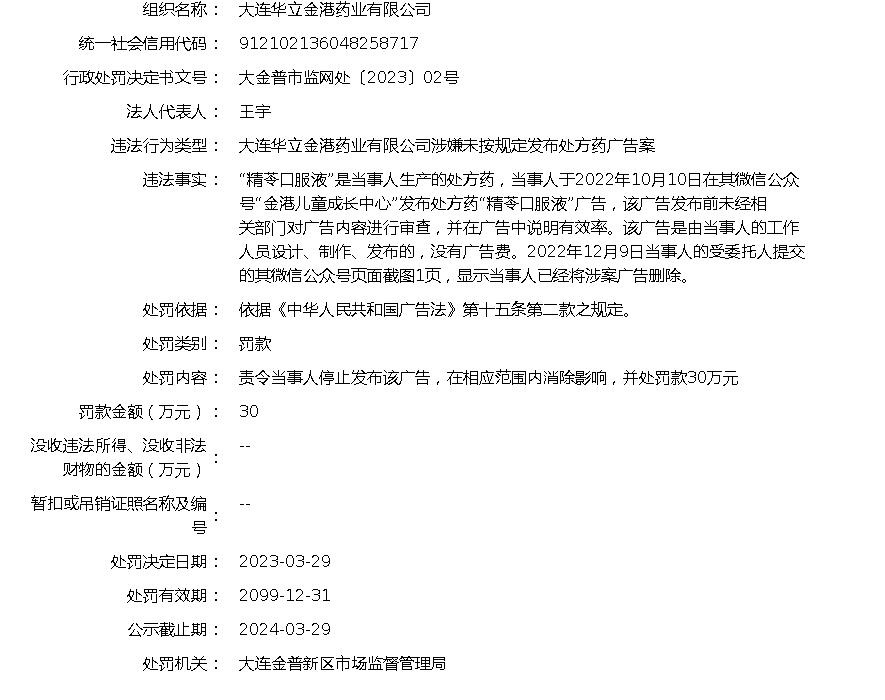 组织名称： 大连华立金港药业有限公司
统一社会信用代码： 912102136048258717
行政处罚决定书文号： 大金普市监网处〔2023〕02号
法人代表人： 王宇
违法行为类型： 大连华立金港药业有限公司涉嫌未按规定发布处方药广告案
违法事实： “精苓口服液”是当事人生产的处方药，当事人于2022年10月10日在其微信公众
号“金港儿童成长中心”发布处方药“精苓口服液”广告，该广告发布前未经相
关部门对广告内容进行审查，并在广告中说明有效率。该广告是由当事人的工作
人员设计、制作、发布的，没有广告费。2022年12月9日当事人的受委托人提交
的其微信公众号页面截图1页，显示当事人已经将涉案广告删除。
处罚依据： 依据《中华人民共和国广告法》第十五条第二款之规定。
处罚类别： 罚款
处罚内容： 责令当事人停止发布该广告，在相应范围内消除影响，并处罚款30万元
罚款金额（万元）： 30
没收违法所得、没收非法
财物的金额（万元）： --
暂扣或吊销证照名称及编
号： --
处罚决定日期： 2023-03-29
处罚有效期： 2099-12-31
公示截止期： 2024-03-29
处罚机关： 大连金普新区市场监督管理局